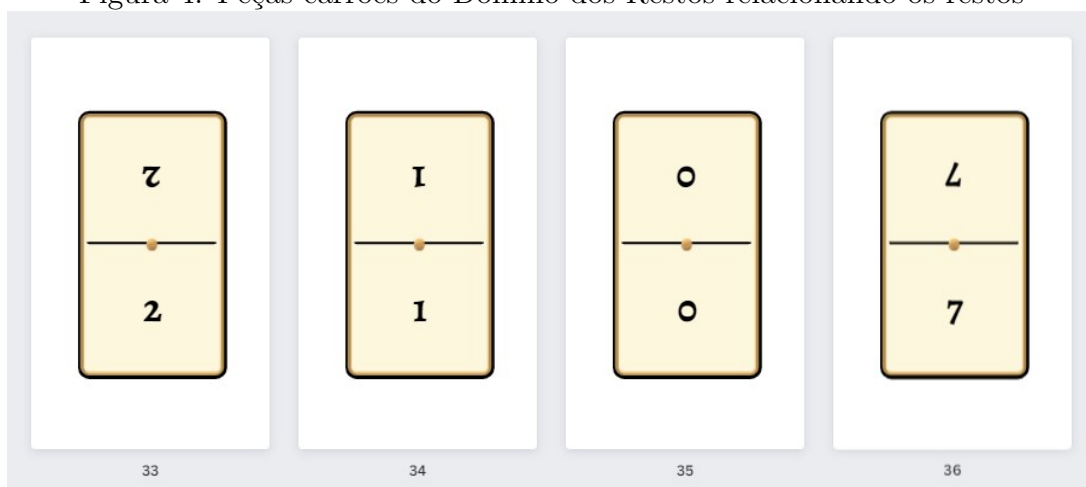 Figura 4: Peças carrões do Dominó dos Restos relacionando os restos
2 1 0 7
2 1 0 7
33 34 35 36